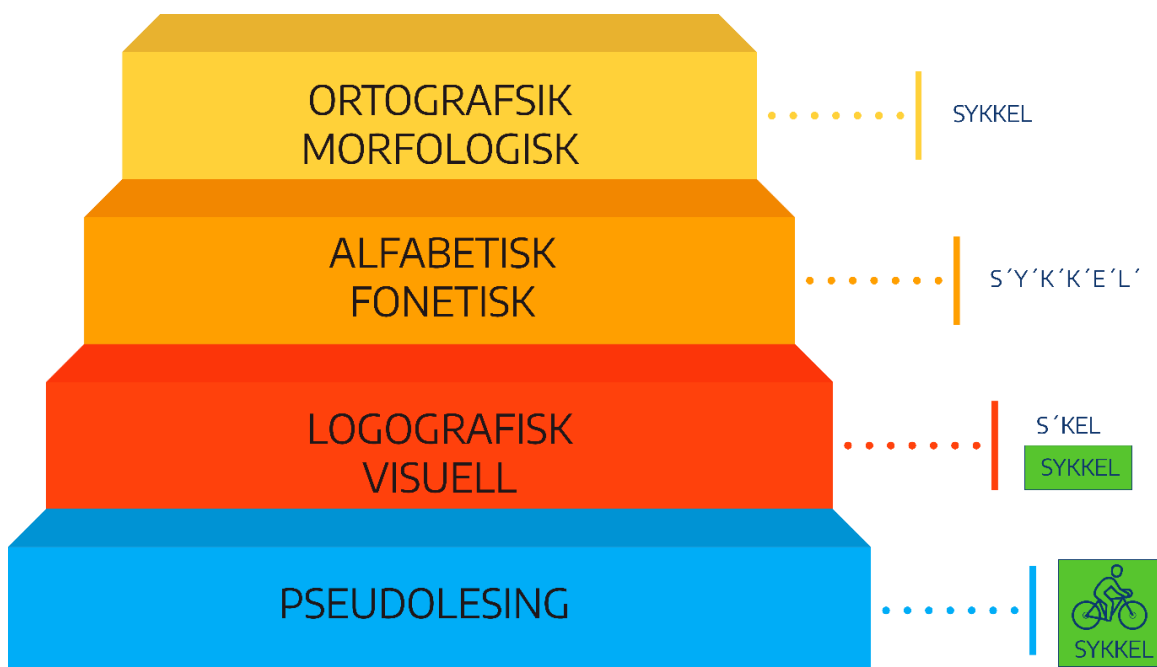 ORTOGRAFSIK
MORFOLOGISK
SYKKEL
ALFABETISK
FONETISK
S´Y´K´K´E´L´
LOGOGRAFISK
VISUELL
S´KEL
SYKKEL
PSEUDOLESING
SYKKEL